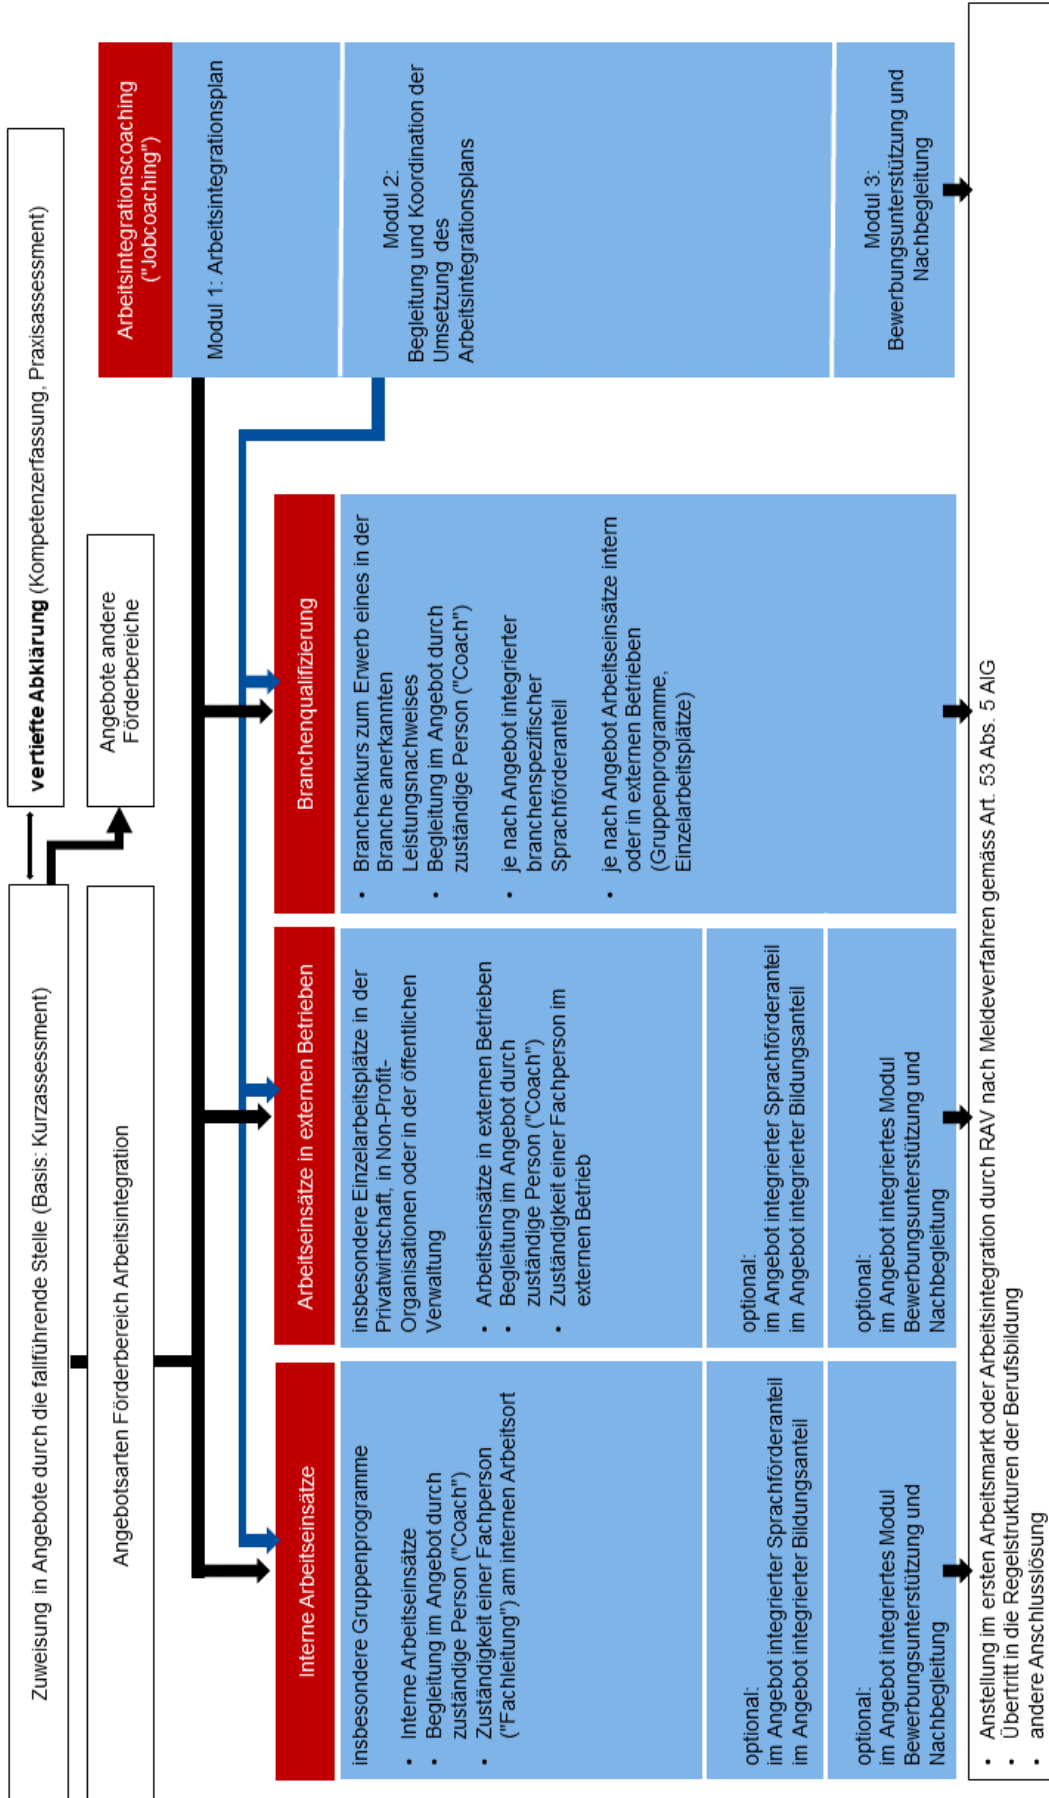 Zuweisung in Angebote durch die fallführende Stelle (Basis: Kurzassessment)
vertiefte Abklärung (Kompetenzerfassung, Praxisassessment)
Angebotsarten Förderbereich Arbeitsintegration
Angebote andere
Förderbereiche
Interne Arbeitseinsätze
insbesondere Gruppenprogramme
• Interne Arbeitseinsätze
• Begleitung im Angebot durch
zuständige Person ("Coach")
• Zuständigkeit einer Fachperson
("Fachleitung") am internen Arbeitsort
optional:
im Angebot integrierter Sprachförderanteil
im Angebot integrierter Bildungsanteil
optional:
im Angebot integriertes Modul
Bewerbungsunterstützung und
Nachbegleitung
Arbeitseinsätze in externen Betrieben
insbesondere Einzelarbeitsplätze in der
Privatwirtschaft, in Non-Profit-
Organisationen oder in der öffentlichen
Verwaltung
• Arbeitseinsätze in externen Betrieben
• Begleitung im Angebot durch
zuständige Person ("Coach")
• Zuständigkeit einer Fachperson im
externen Betrieb
optional:
im Angebot integrierter Sprachförderanteil
im Angebot integrierter Bildungsanteil
optional:
im Angebot integriertes Modul
Bewerbungsunterstützung und
Nachbegleitung
Branchenqualifizierung
• Branchenkurs zum Erwerb eines in der
Branche anerkannten
Leistungsnachweises
• Begleitung im Angebot durch
zuständige Person ("Coach")
• je nach Angebot integrierter
branchenspezifischer
Sprachförderanteil
• je nach Angebot Arbeitseinsätze intern
oder in externen Betrieben
(Gruppenprogramme,
Einzelarbeitsplätze)
Arbeitsintegrationscoaching
("Jobcoaching")
Modul 1: Arbeitsintegrationsplan
Modul 2:
Begleitung und Koordination der
Umsetzung des
Arbeitsintegrationsplans
Modul 3:
Bewerbungsunterstützung und
Nachbegleitung
• Anstellung im ersten Arbeitsmarkt oder Arbeitsintegration durch RAV nach Meldeverfahren gemäss Art. 53 Abs. 5 AIG
• Übertritt in die Regelstrukturen der Berufsbildung
• andere Anschlusslösung